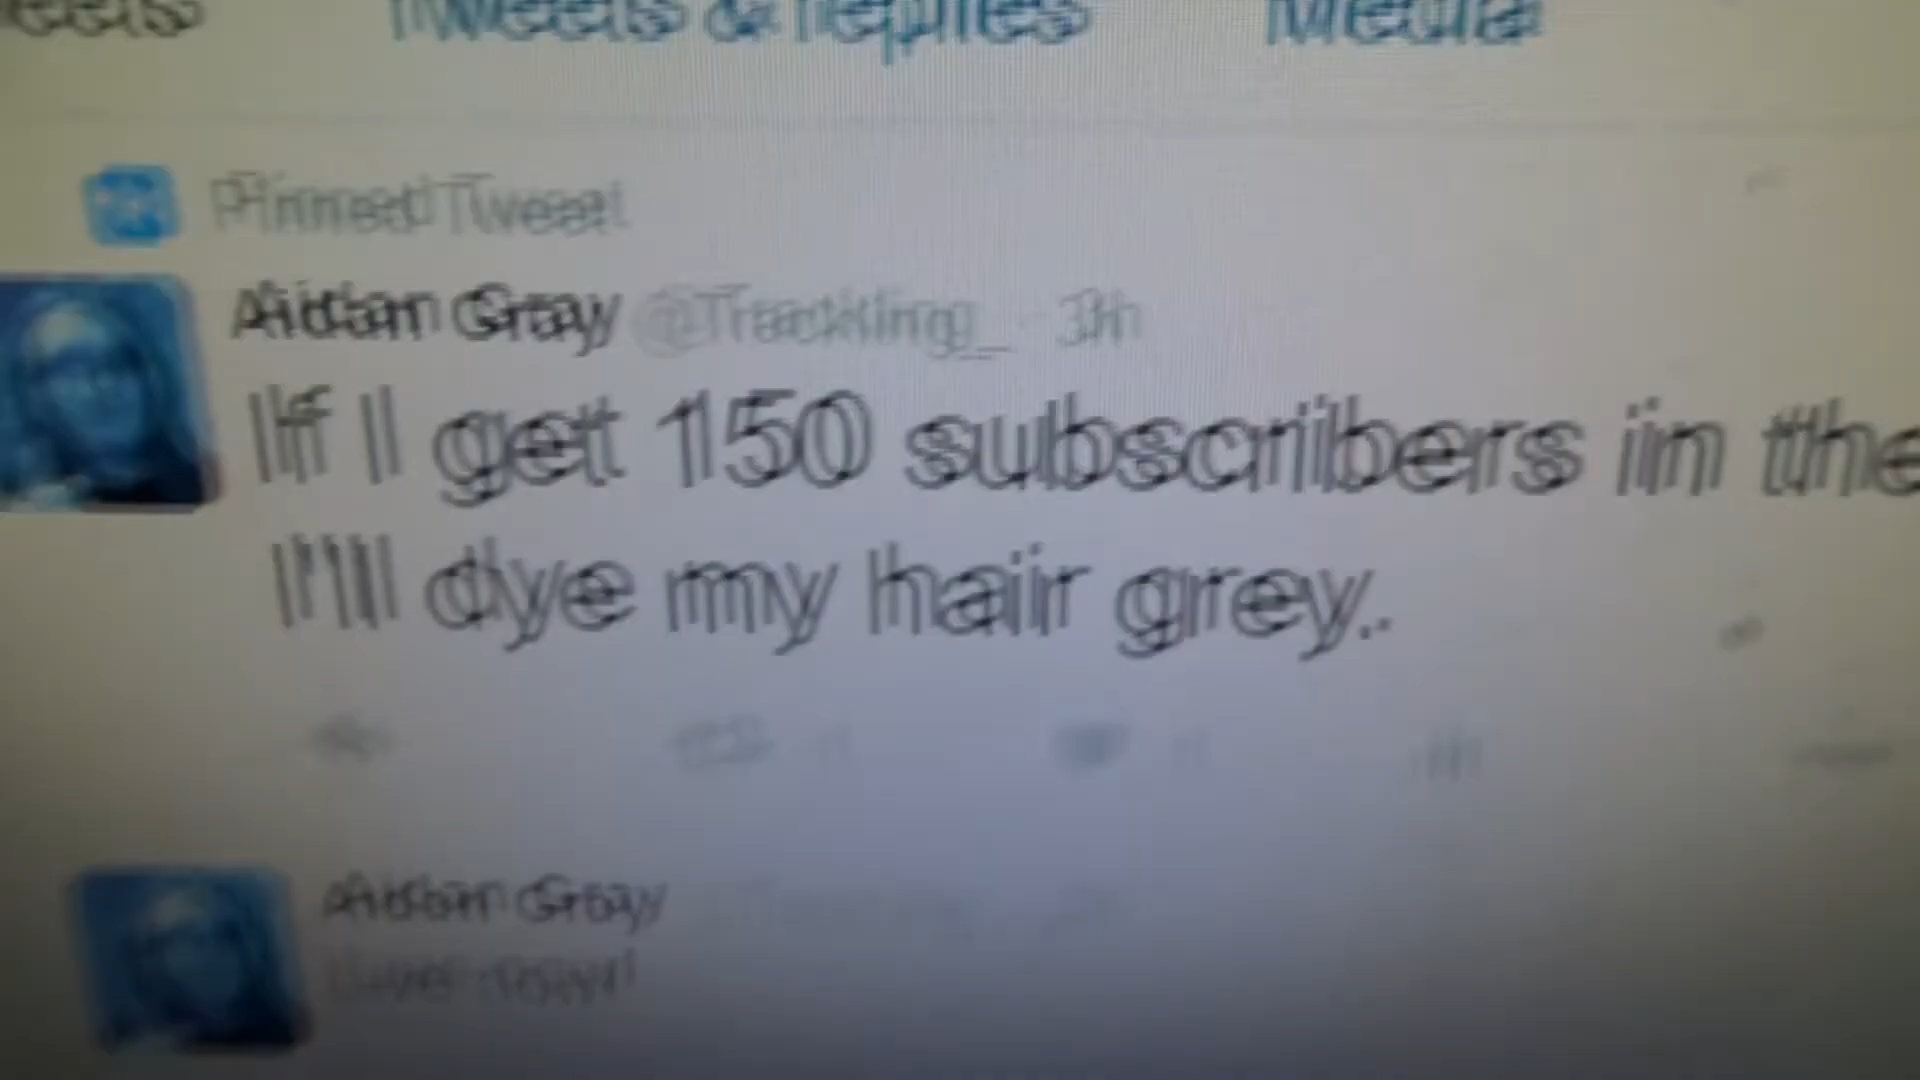 Tweets & replies Media
Pinned Tweet
Aidan Gray @Trackling_ · 3h
If I get 150 subscribers in the
I'll dye my hair grey.
Aidan Gray